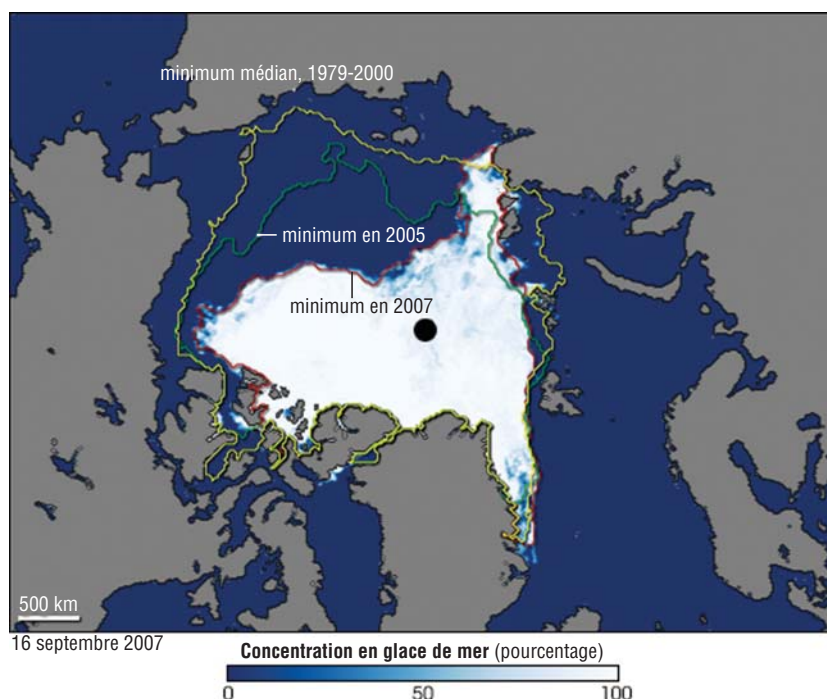 minimum médian, 1979-2000
minimum en 2005
minimum en 2007
500 km
16 septembre 2007
Concentration en glace de mer (pourcentage)
0 50 100